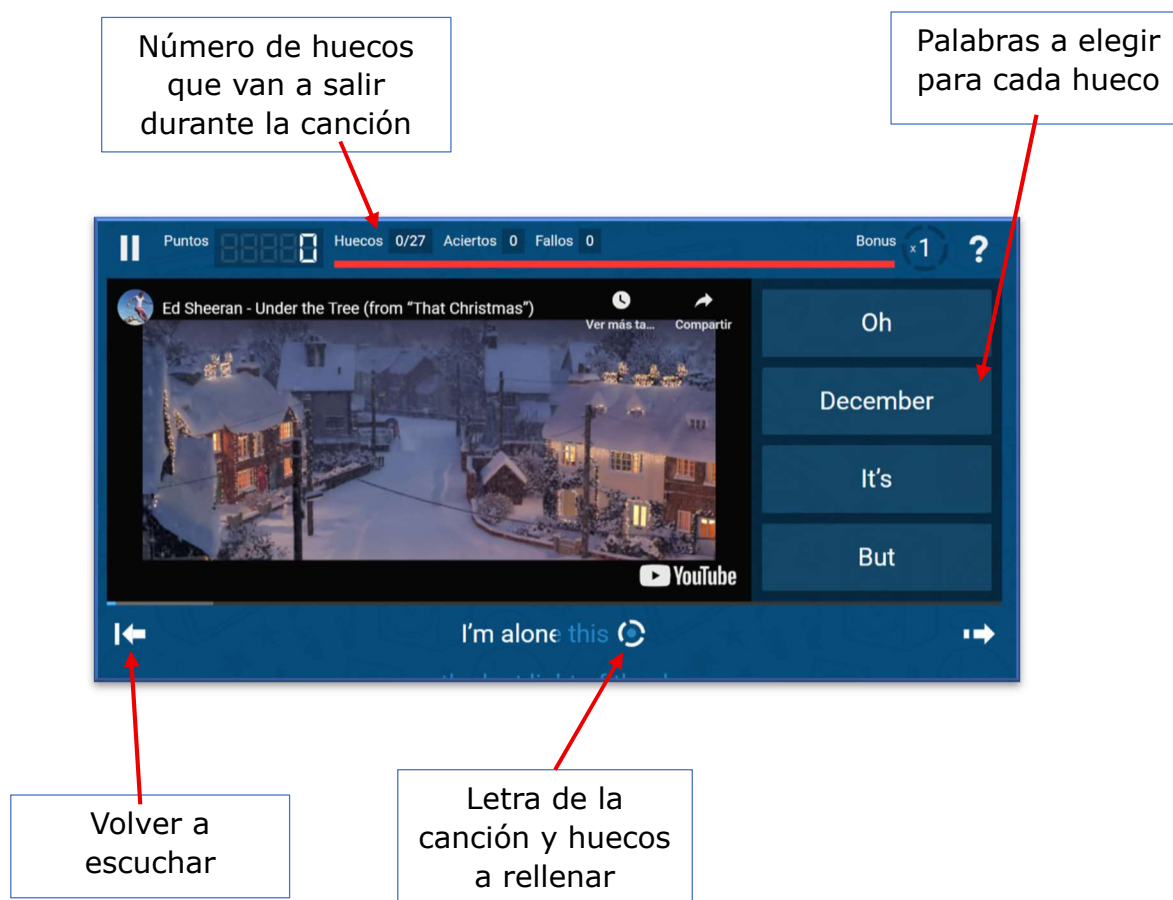 Número de huecos
que van a salir
durante la canción
Palabras a elegir
para cada hueco
Puntos 0 Huecos 0/27 Aciertos 0 Fallos 0 Bonus x1 ?
Ed Sheeran - Under the Tree (from “That Christmas”)
Ver más ta... Compartir
Oh
December
It’s
But
YouTube
I’m alone this
Volver a
escuchar
Letra de la
canción y huecos
a rellenar